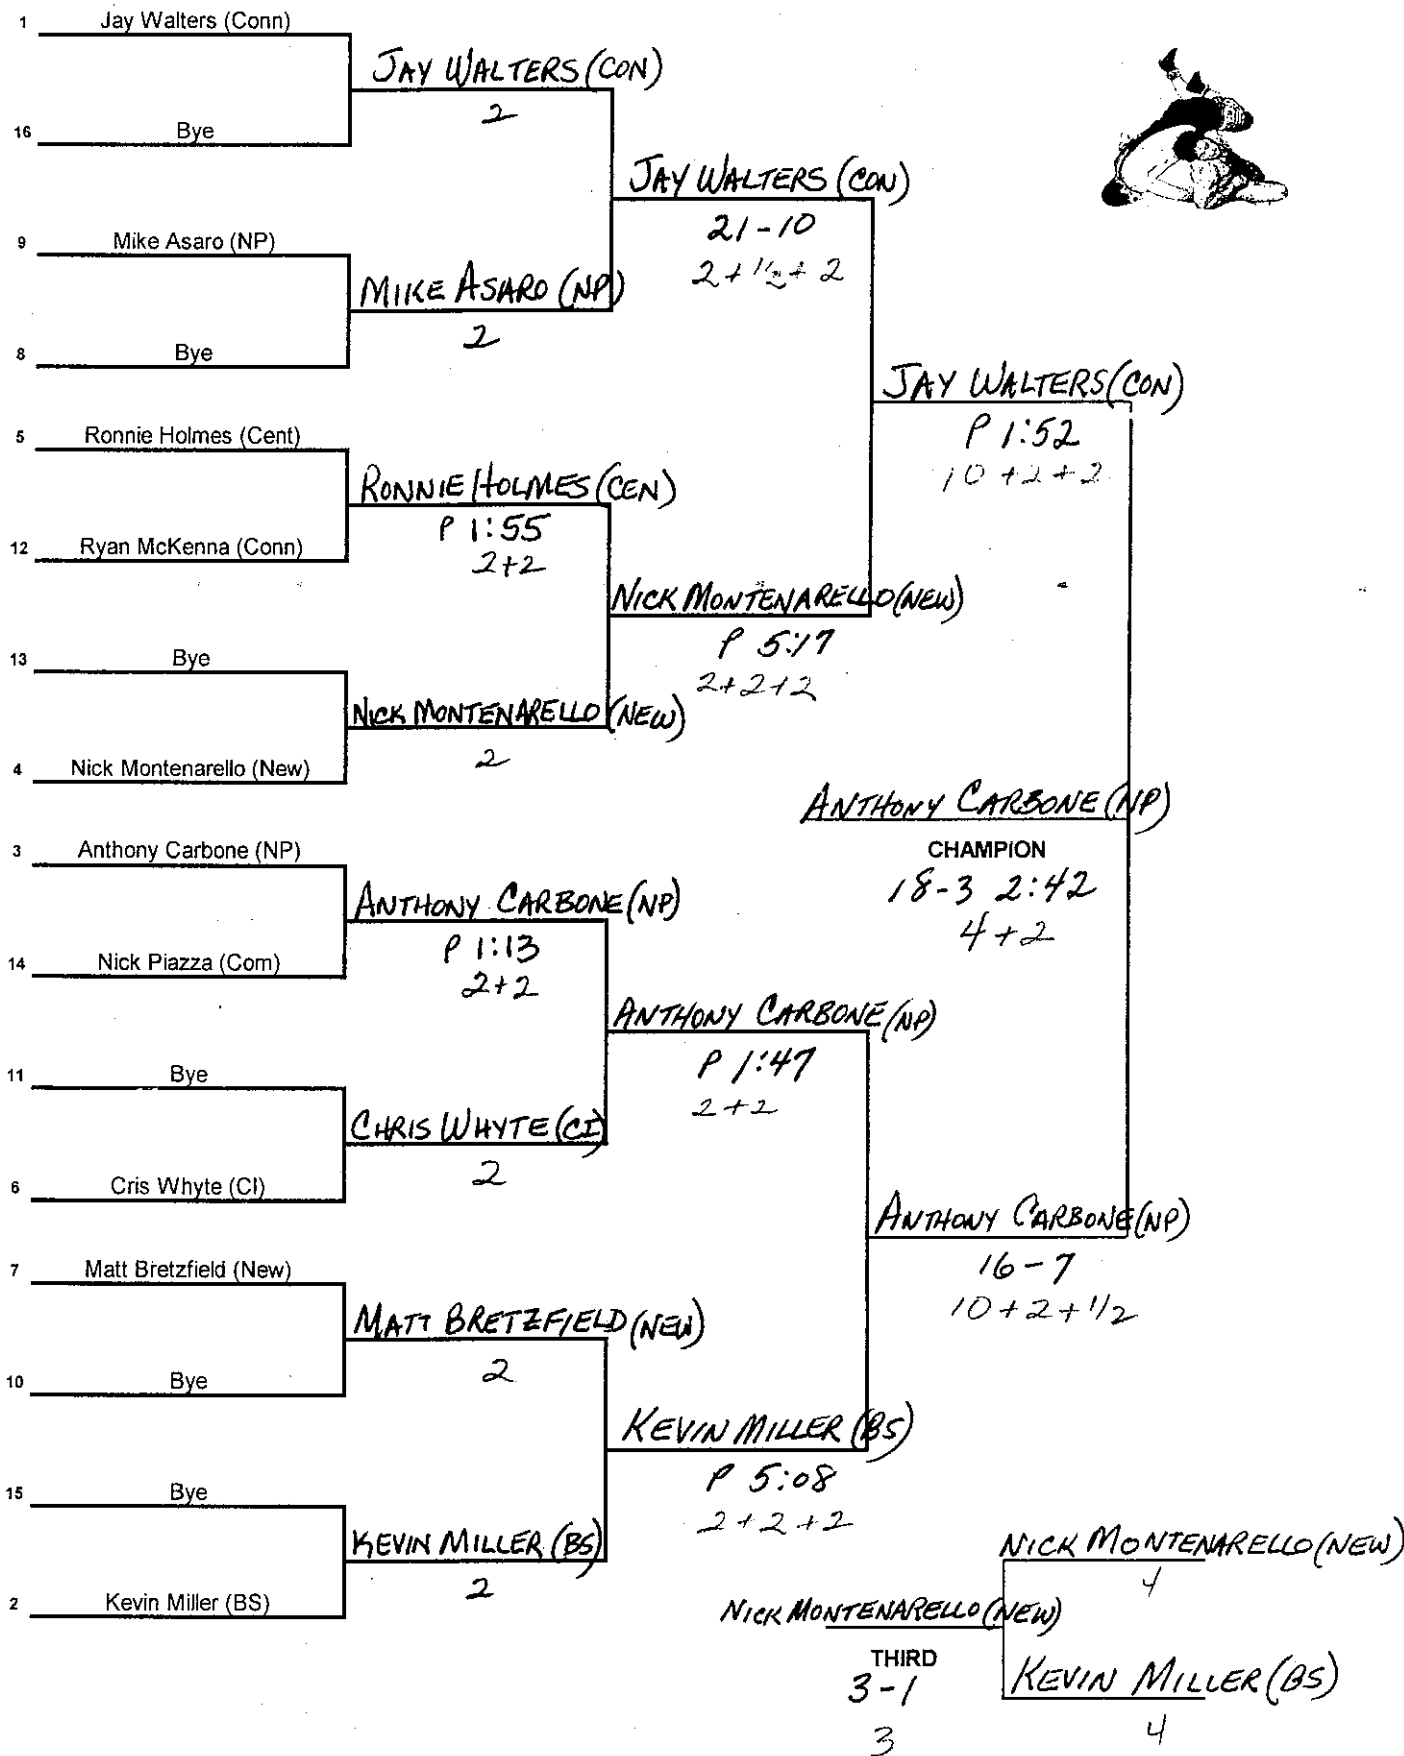 1 Jay Walters (Conn)
JAY WALTERS (CON)
2
16 Bye
JAY WALTERS (CON)
21-10
2 + 1/2 + 2
9 Mike Asaro (NP)
MIKE ASARO (NP)
2
8 Bye
JAY WALTERS (CON)
P 1:52
10 + 2 + 2
5 Ronnie Holmes (Cent)
RONNIE HOLMES (CEN)
P 1:55
2+2
12 Ryan McKenna (Conn)
NICK MONTENARELLO (NEW)
P 5:17
2+2+2
13 Bye
NICK MONTENARELLO (NEW)
2
4 Nick Montenarello (New)
ANTHONY CARBONE (NP)
CHAMPION
18-3 2:42
4 + 2
3 Anthony Carbone (NP)
ANTHONY CARBONE (NP)
P 1:13
2+2
14 Nick Piazza (Com)
ANTHONY CARBONE (NP)
P 1:47
2+2
11 Bye
CHRIS WHYTE (CI)
2
6 Cris Whyte (CI)
ANTHONY CARBONE (NP)
16-7
10 + 2 + 1/2
7 Matt Bretzfield (New)
MATT BRETZFIELD (NEW)
2
10 Bye
KEVIN MILLER (BS)
P 5:08
2+2+2
15 Bye
KEVIN MILLER (BS)
2
2 Kevin Miller (BS)
NICK MONTENARELLO (NEW)
4
NICK MONTENARELLO (NEW)
THIRD
3-1
3
KEVIN MILLER (BS)
4